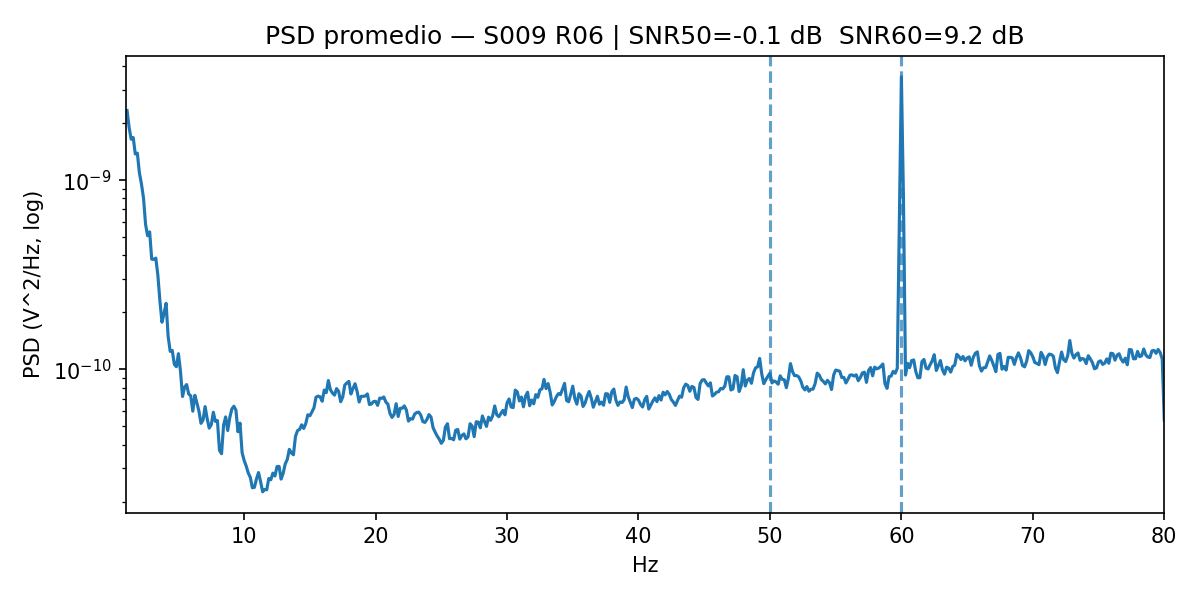 PSD promedio — S009 R06 | SNR50=-0.1 dB  SNR60=9.2 dB
PSD (V^2/Hz, log)
10^-9
10^-10
10 20 30 40 50 60 70 80
Hz